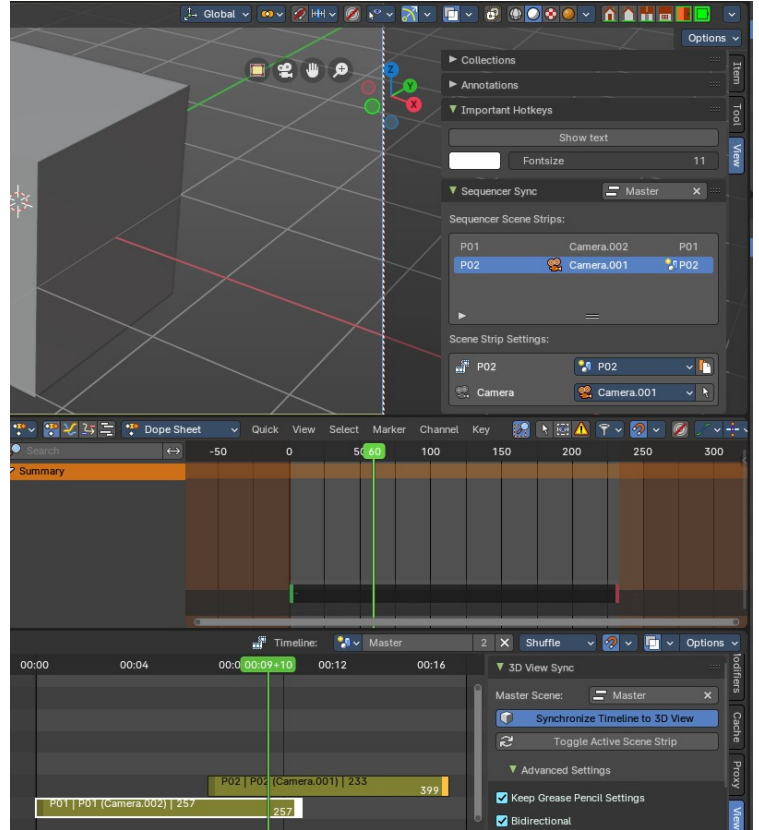 Global
Options
Z
Y
X
Collections
Annotations
Important Hotkeys
Show text
Fontsize 11
Sequencer Sync Master
Sequencer Scene Strips:
P01 Camera.002 P01
P02 Camera.001 P02
Scene Strip Settings:
P02 P02
Camera Camera.001
Item
Tool
View
Dope Sheet Quick View Select Marker Channel Key
Search
-50 0 50 60 100 150 200 250 300
Summary
Timeline: Master 2 Shuffle Options
00:00 00:04 00:0 00:09+10 00:12 00:16
P02 | P02 (Camera.001) | 233
399
P01 | P01 (Camera.002) | 257
257
3D View Sync
Master Scene: Master
Synchronize Timeline to 3D View
Toggle Active Scene Strip
Advanced Settings
Keep Grease Pencil Settings
Bidirectional
odifiers
Cache
Proxy
View